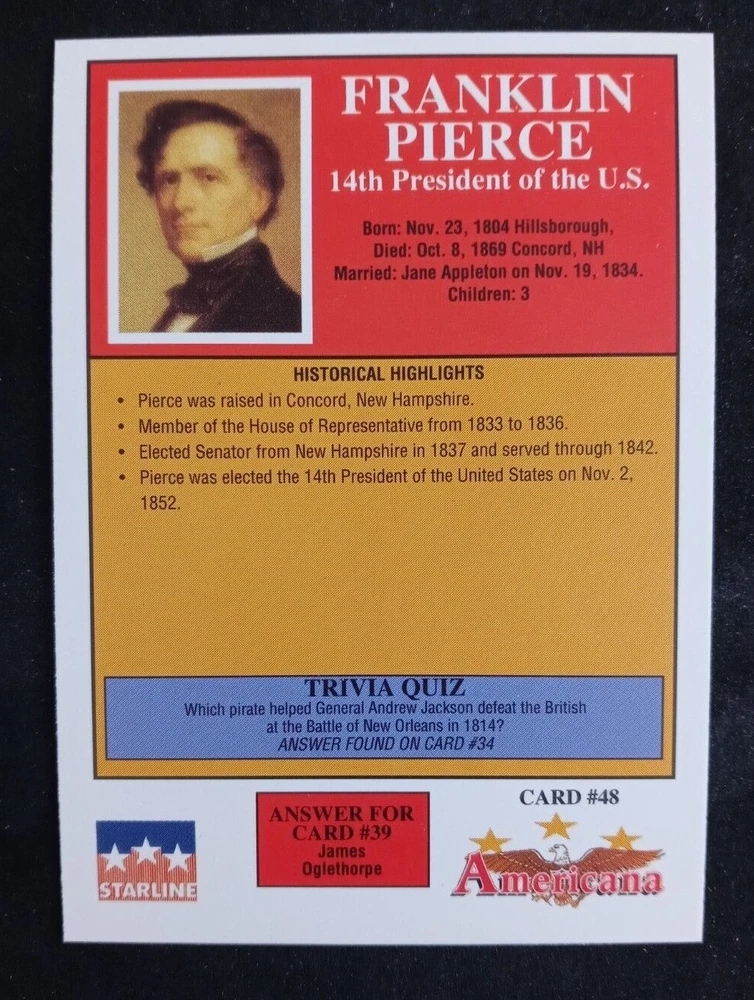 FRANKLIN
PIERCE
14th President of the U.S.
Born: Nov. 23, 1804 Hillsborough,
Died: Oct. 8, 1869 Concord, NH
Married: Jane Appleton on Nov. 19, 1834.
Children: 3
HISTORICAL HIGHLIGHTS
• Pierce was raised in Concord, New Hampshire.
• Member of the House of Representative from 1833 to 1836.
• Elected Senator from New Hampshire in 1837 and served through 1842.
• Pierce was elected the 14th President of the United States on Nov. 2,
1852.
TRIVIA QUIZ
Which pirate helped General Andrew Jackson defeat the British
at the Battle of New Orleans in 1814?
ANSWER FOUND ON CARD #34
STARLINE
ANSWER FOR
CARD #39
James
Oglethorpe
CARD #48
Americana